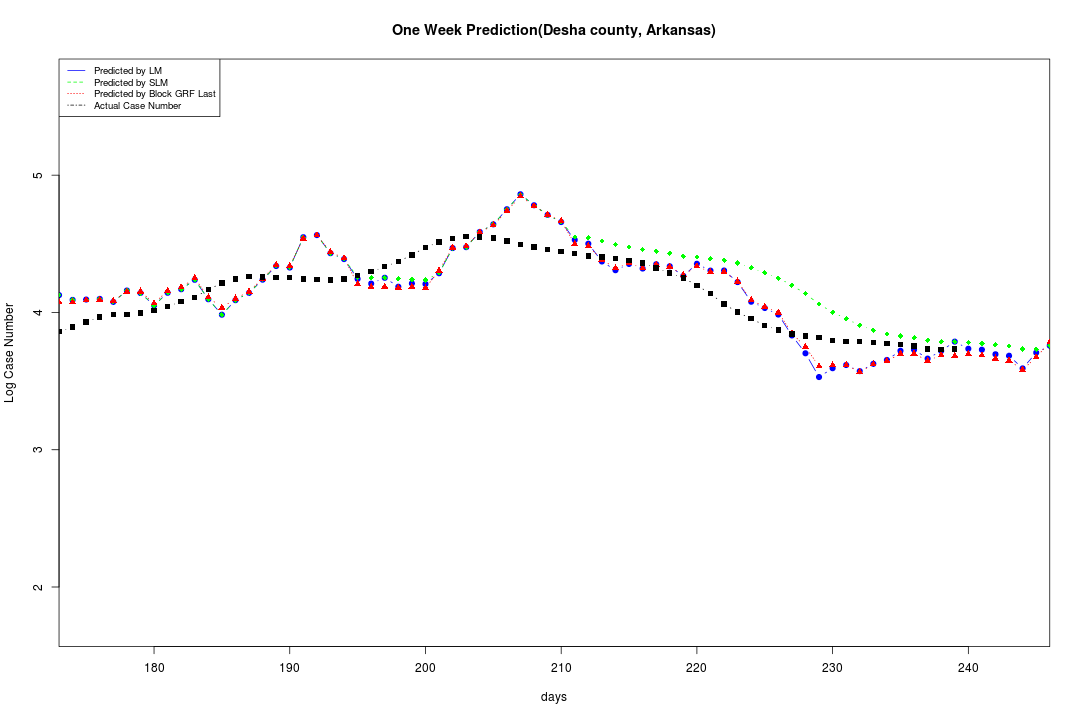 One Week Prediction(Desha county, Arkansas)
Predicted by LM
Predicted by SLM
Predicted by Block GRF Last
Actual Case Number
5
4
3
2
Log Case Number
180 190 200 210 220 230 240
days